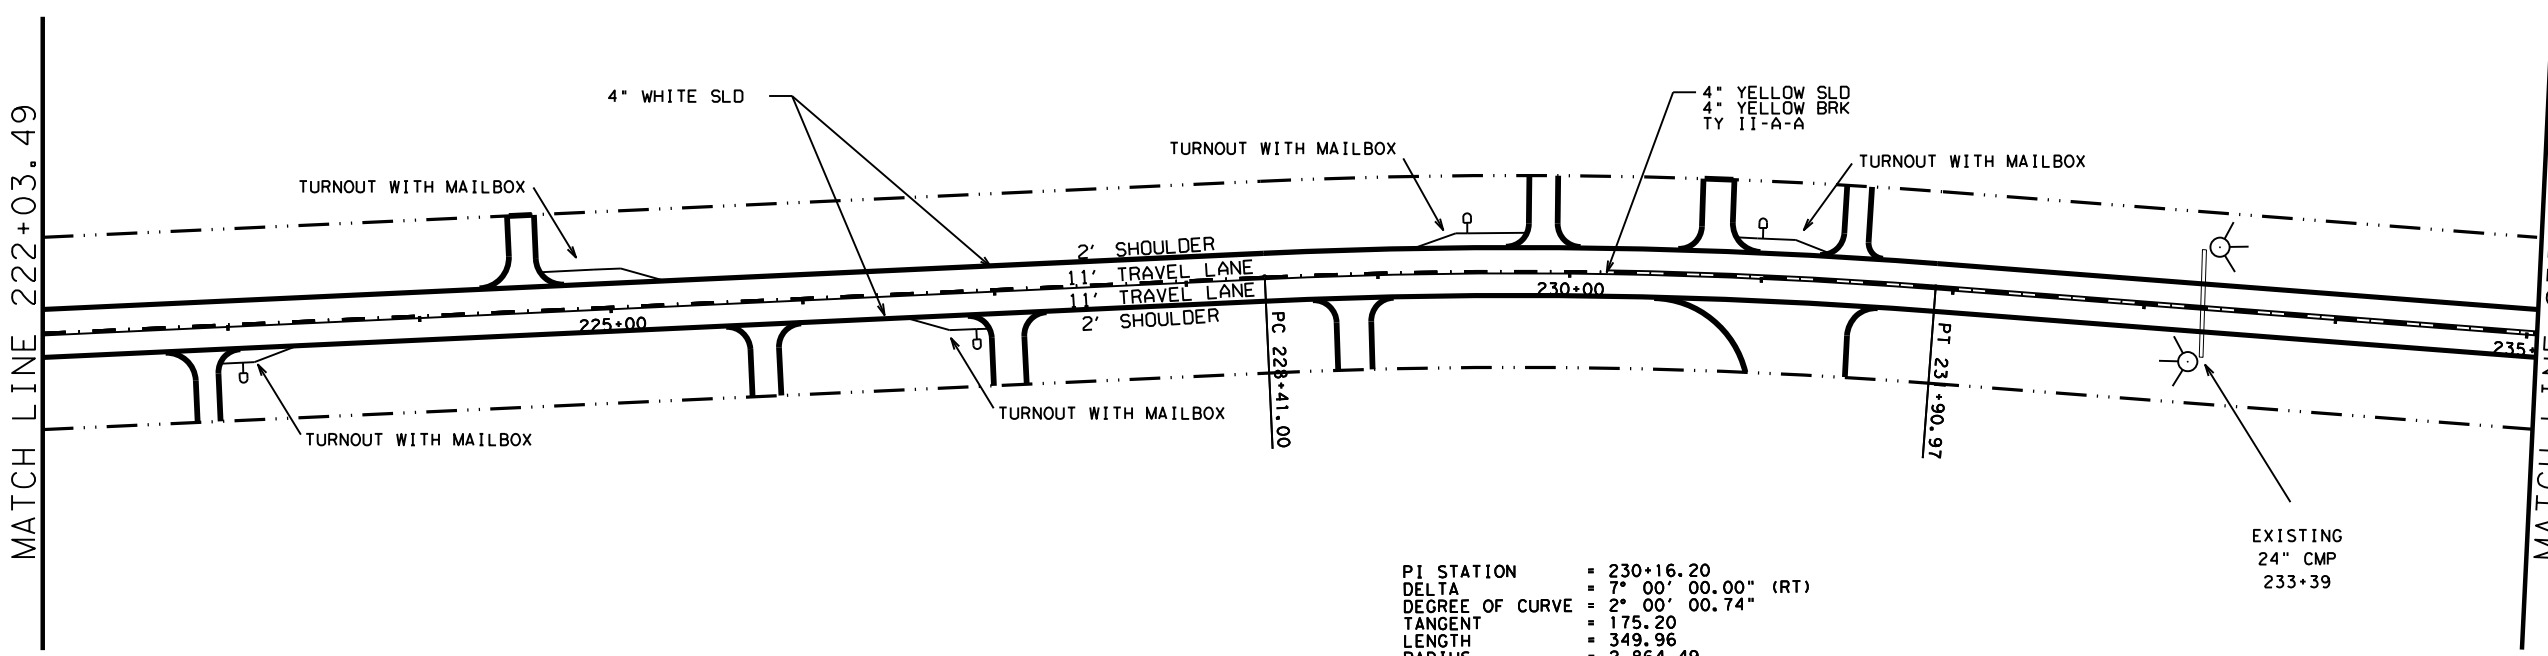 MATCH LINE 222+03.49
4" WHITE SLD
4" YELLOW SLD
4" YELLOW BRK
TY II-A-A
TURNOUT WITH MAILBOX
TURNOUT WITH MAILBOX
TURNOUT WITH MAILBOX
2' SHOULDER
11' TRAVEL LANE
11' TRAVEL LANE
2' SHOULDER
225+00
230+00
235+
PC 228+41.00
PT 231+90.97
TURNOUT WITH MAILBOX
TURNOUT WITH MAILBOX
EXISTING
24" CMP
233+39
PI STATION = 230+16.20
DELTA = 7° 00' 00.00" (RT)
DEGREE OF CURVE = 2° 00' 00.74"
TANGENT = 175.20
LENGTH = 349.96
MATCH LINE